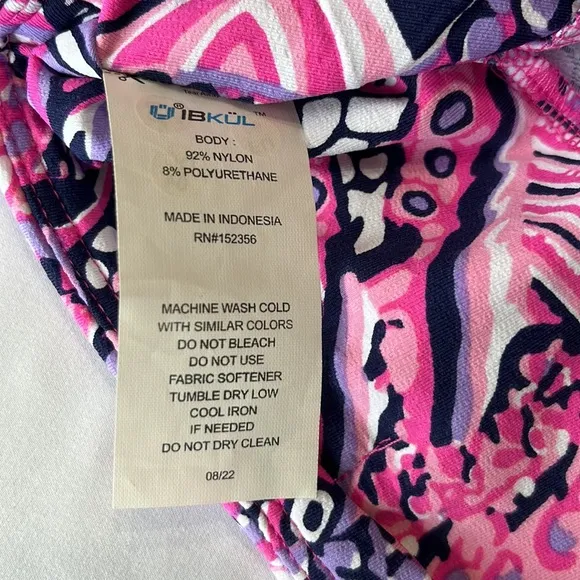 ® IBKÜL ™
BODY :
92% NYLON
8% POLYURETHANE
MADE IN INDONESIA
RN#152356
MACHINE WASH COLD
WITH SIMILAR COLORS
DO NOT BLEACH
DO NOT USE
FABRIC SOFTENER
TUMBLE DRY LOW
COOL IRON
IF NEEDED
DO NOT DRY CLEAN
08/22